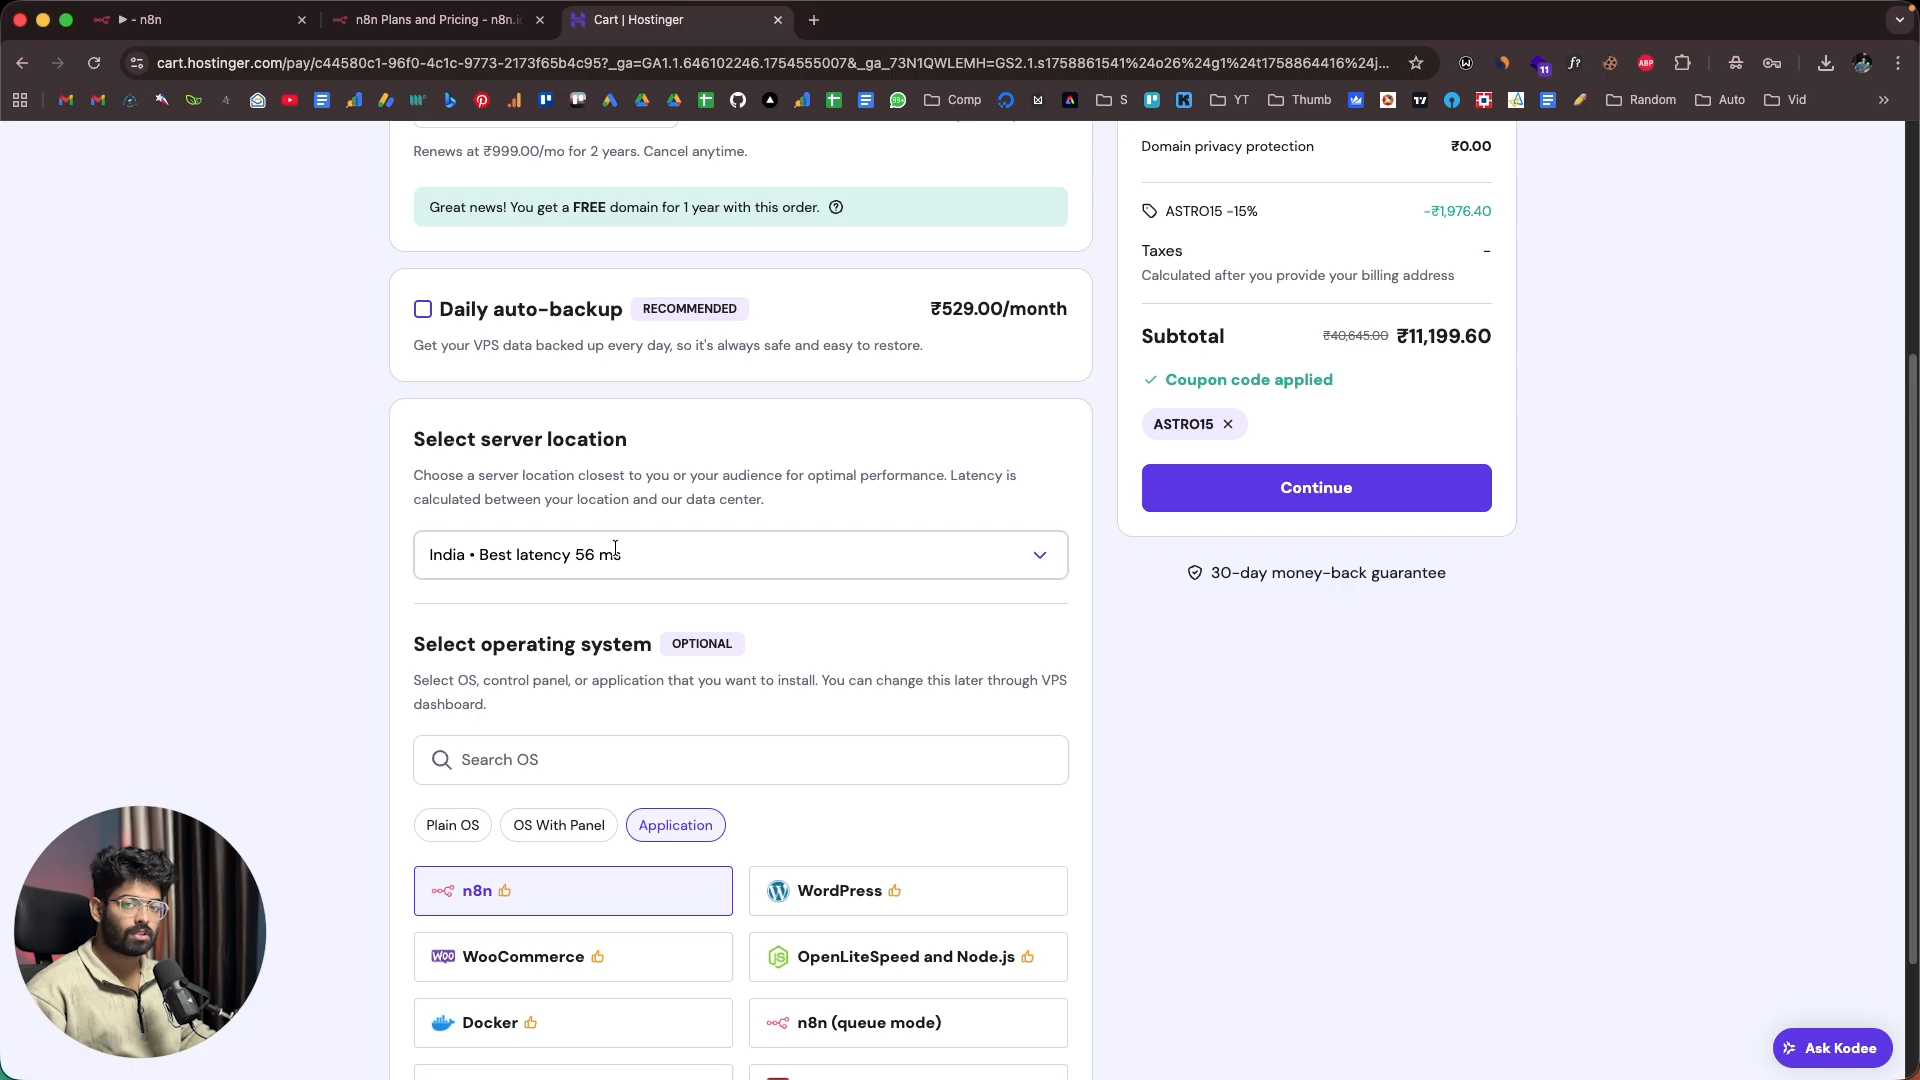 - n8n
n8n Plans and Pricing - n8n.i
Cart | Hostinger
cart.hostinger.com/pay/c44580c1-96f0-4c1c-9773-2173f65b4c95?_ga=GA1.1.646102246.1754555007&_ga_73N1QWLEMH=GS2.1.s1758861541%24o26%24g1%24t1758864416%24j...
11
ABP
Comp
S
YT
Thumb
Random
Auto
Vid
Renews at ₹999.00/mo for 2 years. Cancel anytime.
Great news! You get a FREE domain for 1 year with this order.
Daily auto-backup RECOMMENDED ₹529.00/month
Get your VPS data backed up every day, so it's always safe and easy to restore.
Select server location
Choose a server location closest to you or your audience for optimal performance. Latency is
calculated between your location and our data center.
India • Best latency 56 ms
Select operating system OPTIONAL
Select OS, control panel, or application that you want to install. You can change this later through VPS
dashboard.
Search OS
Plain OS
OS With Panel
Application
n8n
WordPress
WooCommerce
OpenLiteSpeed and Node.js
Docker
n8n (queue mode)
Domain privacy protection ₹0.00
ASTRO15 -15% -₹1,976.40
Taxes -
Calculated after you provide your billing address
Subtotal ₹40,645.00 ₹11,199.60
Coupon code applied
ASTRO15
Continue
30-day money-back guarantee
Ask Kodee